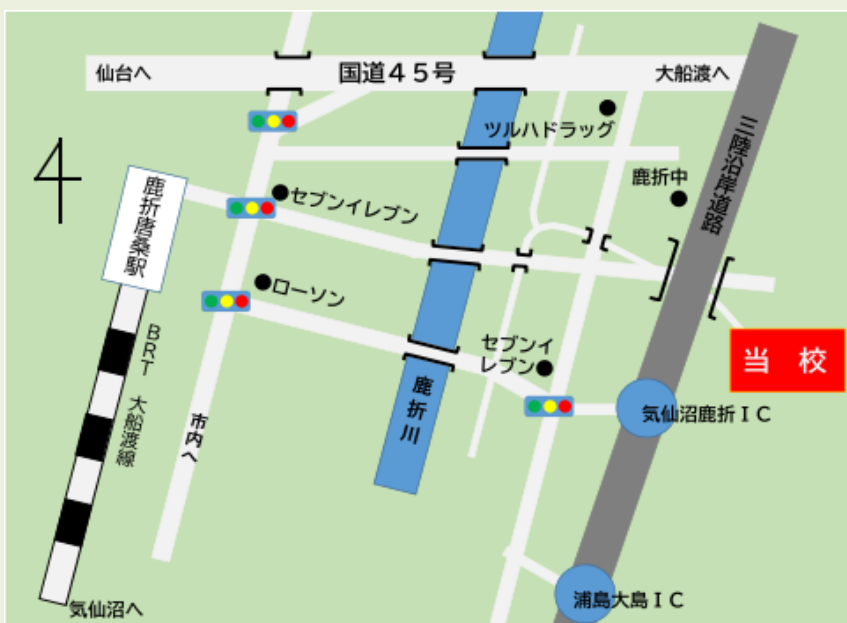 仙台へ
国道４５号
大船渡へ
ツルハドラッグ
三陸沿岸道路
鹿折中
鹿折唐桑駅
セブンイレブン
ローソン
セブンイ
レブン
当　校
ＢＲＴ　大船渡線
市内へ
鹿折川
気仙沼鹿折ＩＣ
浦島大島ＩＣ
気仙沼へ